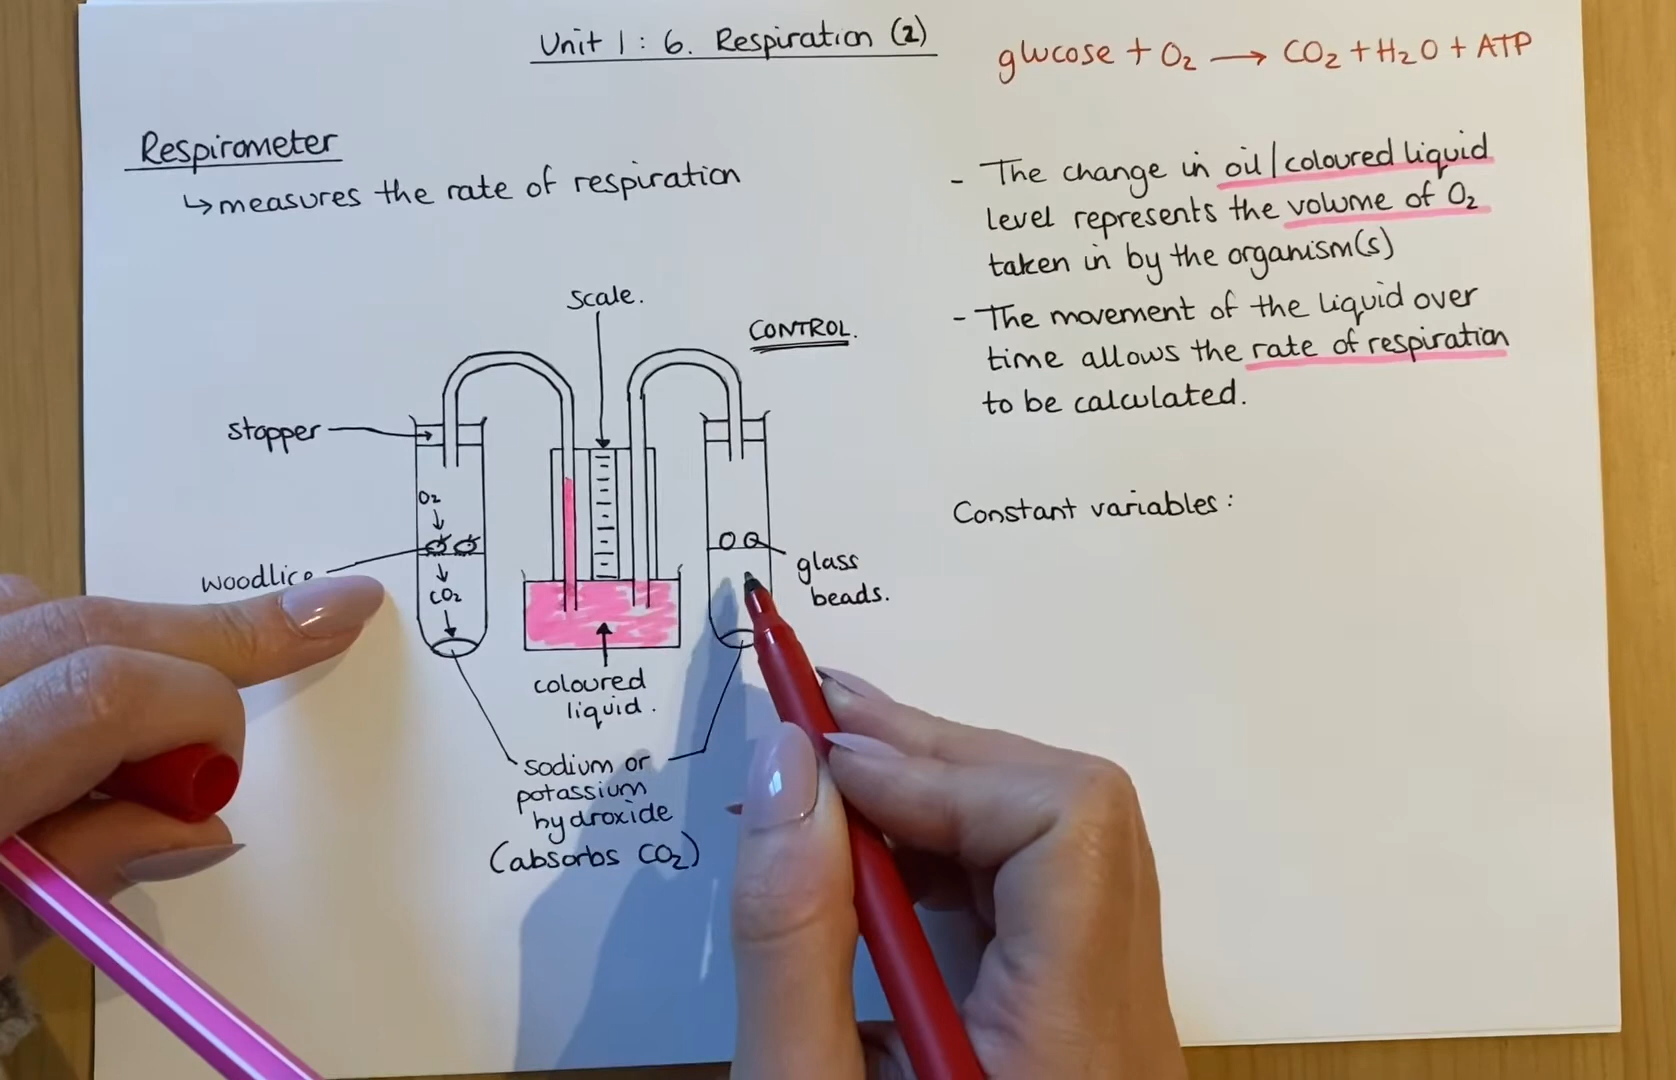 Unit 1 : 6. Respiration (2)
glucose + O₂ → CO₂ + H₂O + ATP
Respirometer
↳ measures the rate of respiration
- The change in oil/coloured liquid
level represents the volume of O₂
taken in by the organism(s)
- The movement of the liquid over
time allows the rate of respiration
to be calculated.
Constant variables :
scale.
CONTROL.
stopper
O₂
woodlice
CO₂
glass
beads.
coloured
liquid.
sodium or
potassium
hydroxide
(absorbs CO₂)